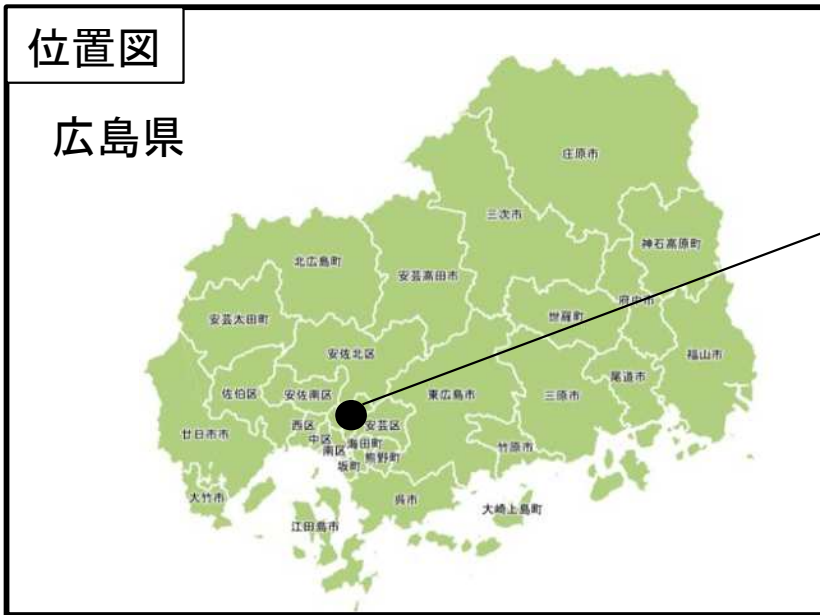 位置図
広島県
庄原市
三次市
神石高原町
北広島町
安芸高田市
府中市
安芸太田町
世羅町
安佐北区
福山市
尾道市
佐伯区
安佐南区
東広島市
三原市
西区
安芸区
廿日市市
中区
海田町
南区
竹原市
熊野町
坂町
大竹市
呉市
大崎上島町
江田島市